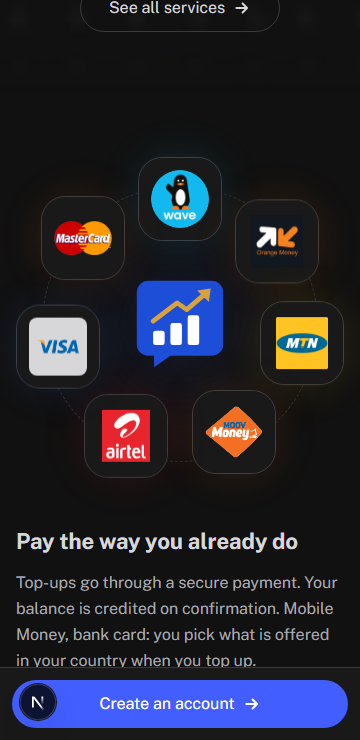 See all services
wave
MasterCard
Orange Money
VISA
MTN
airtel
MOOV
Money
Pay the way you already do
Top-ups go through a secure payment. Your
balance is credited on confirmation. Mobile
Money, bank card: you pick what is offered
in your country when you top up.
N
Create an account